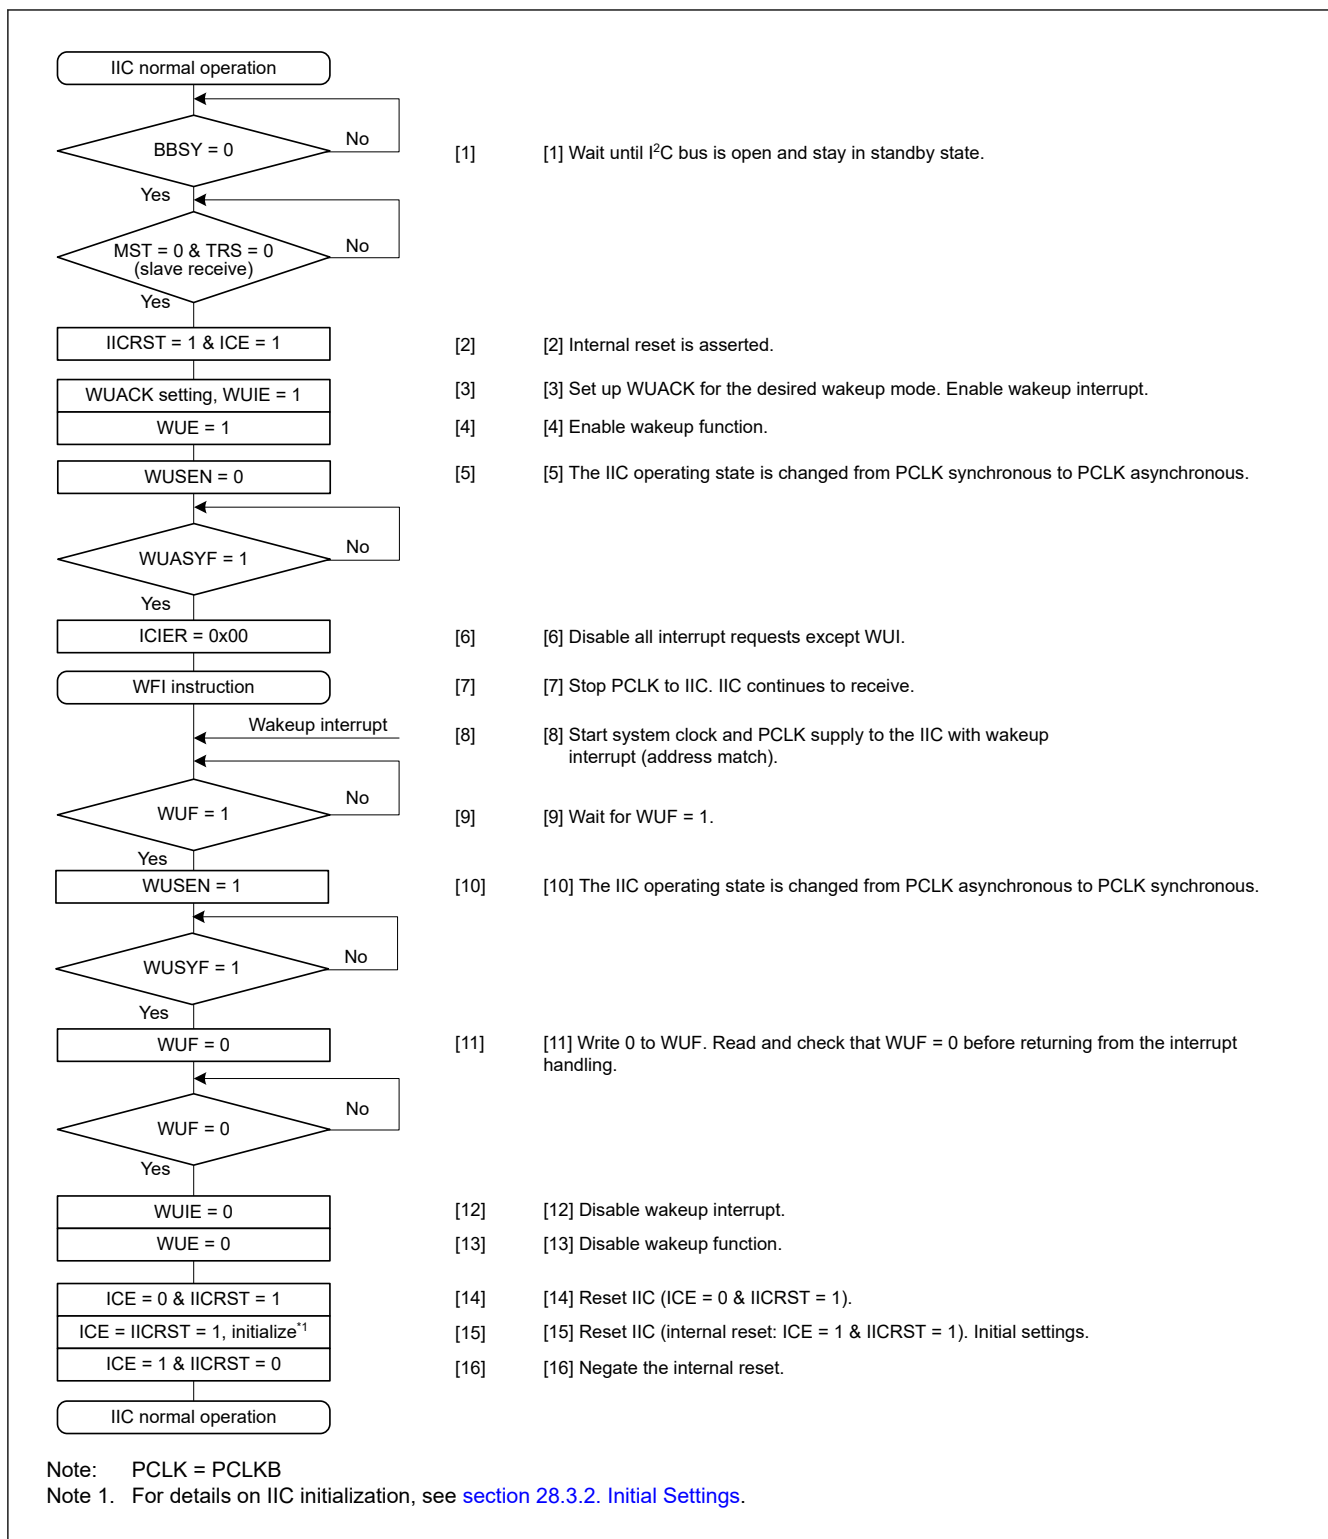 IIC normal operation
No
BBSY = 0
[1] [1] Wait until I²C bus is open and stay in standby state.
Yes
No
MST = 0 & TRS = 0
(slave receive)
Yes
IICRST = 1 & ICE = 1
[2] [2] Internal reset is asserted.
WUACK setting, WUIE = 1
[3] [3] Set up WUACK for the desired wakeup mode. Enable wakeup interrupt.
WUE = 1
[4] [4] Enable wakeup function.
WUSEN = 0
[5] [5] The IIC operating state is changed from PCLK synchronous to PCLK asynchronous.
No
WUASYF = 1
Yes
ICIER = 0x00
[6] [6] Disable all interrupt requests except WUI.
WFI instruction
[7] [7] Stop PCLK to IIC. IIC continues to receive.
Wakeup interrupt
[8] [8] Start system clock and PCLK supply to the IIC with wakeup
interrupt (address match).
No
WUF = 1
[9] [9] Wait for WUF = 1.
Yes
WUSEN = 1
[10] [10] The IIC operating state is changed from PCLK asynchronous to PCLK synchronous.
No
WUSYF = 1
Yes
WUF = 0
[11] [11] Write 0 to WUF. Read and check that WUF = 0 before returning from the interrupt
handling.
No
WUF = 0
Yes
WUIE = 0
[12] [12] Disable wakeup interrupt.
WUE = 0
[13] [13] Disable wakeup function.
ICE = 0 & IICRST = 1
[14] [14] Reset IIC (ICE = 0 & IICRST = 1).
ICE = IICRST = 1, initialize*1
[15] [15] Reset IIC (internal reset: ICE = 1 & IICRST = 1). Initial settings.
ICE = 1 & IICRST = 0
[16] [16] Negate the internal reset.
IIC normal operation
Note: PCLK = PCLKB
Note 1. For details on IIC initialization, see section 28.3.2. Initial Settings.